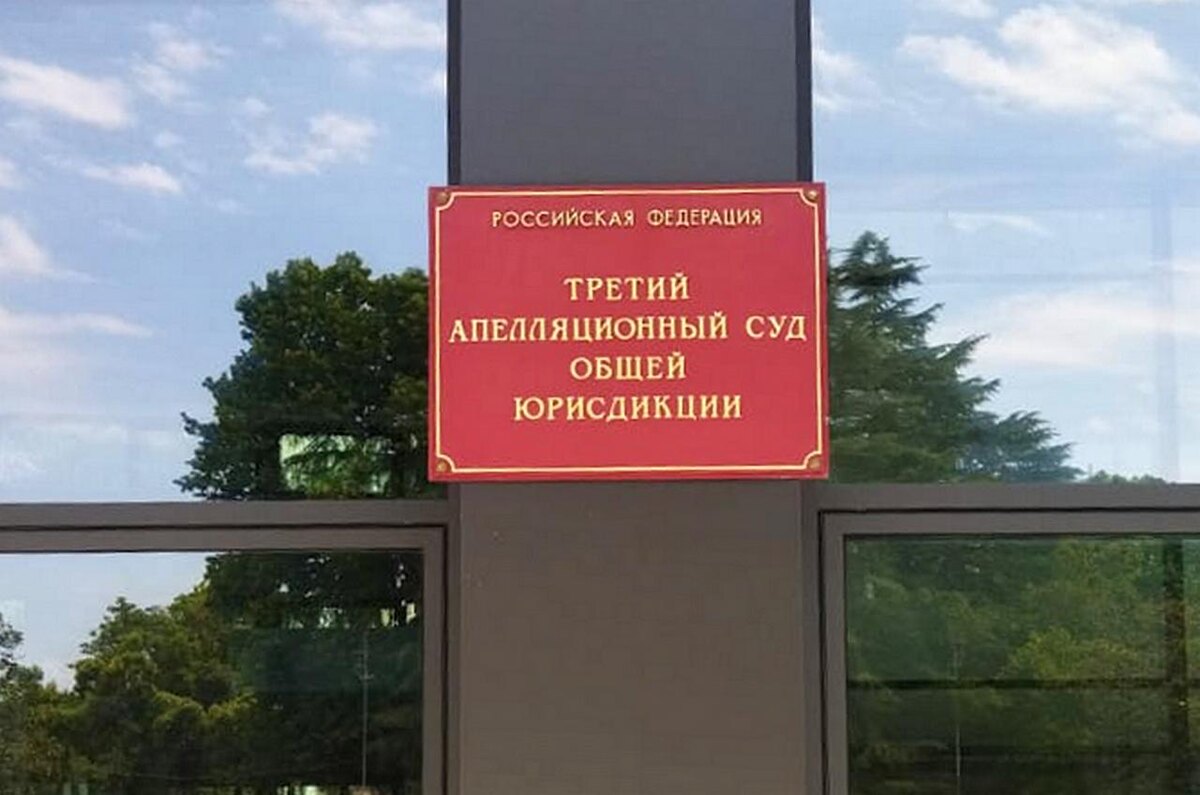 РОССИЙСКАЯ ФЕДЕРАЦИЯ
ТРЕТИЙ
АПЕЛЛЯЦИОННЫЙ СУД
ОБЩЕЙ
ЮРИСДИКЦИИ